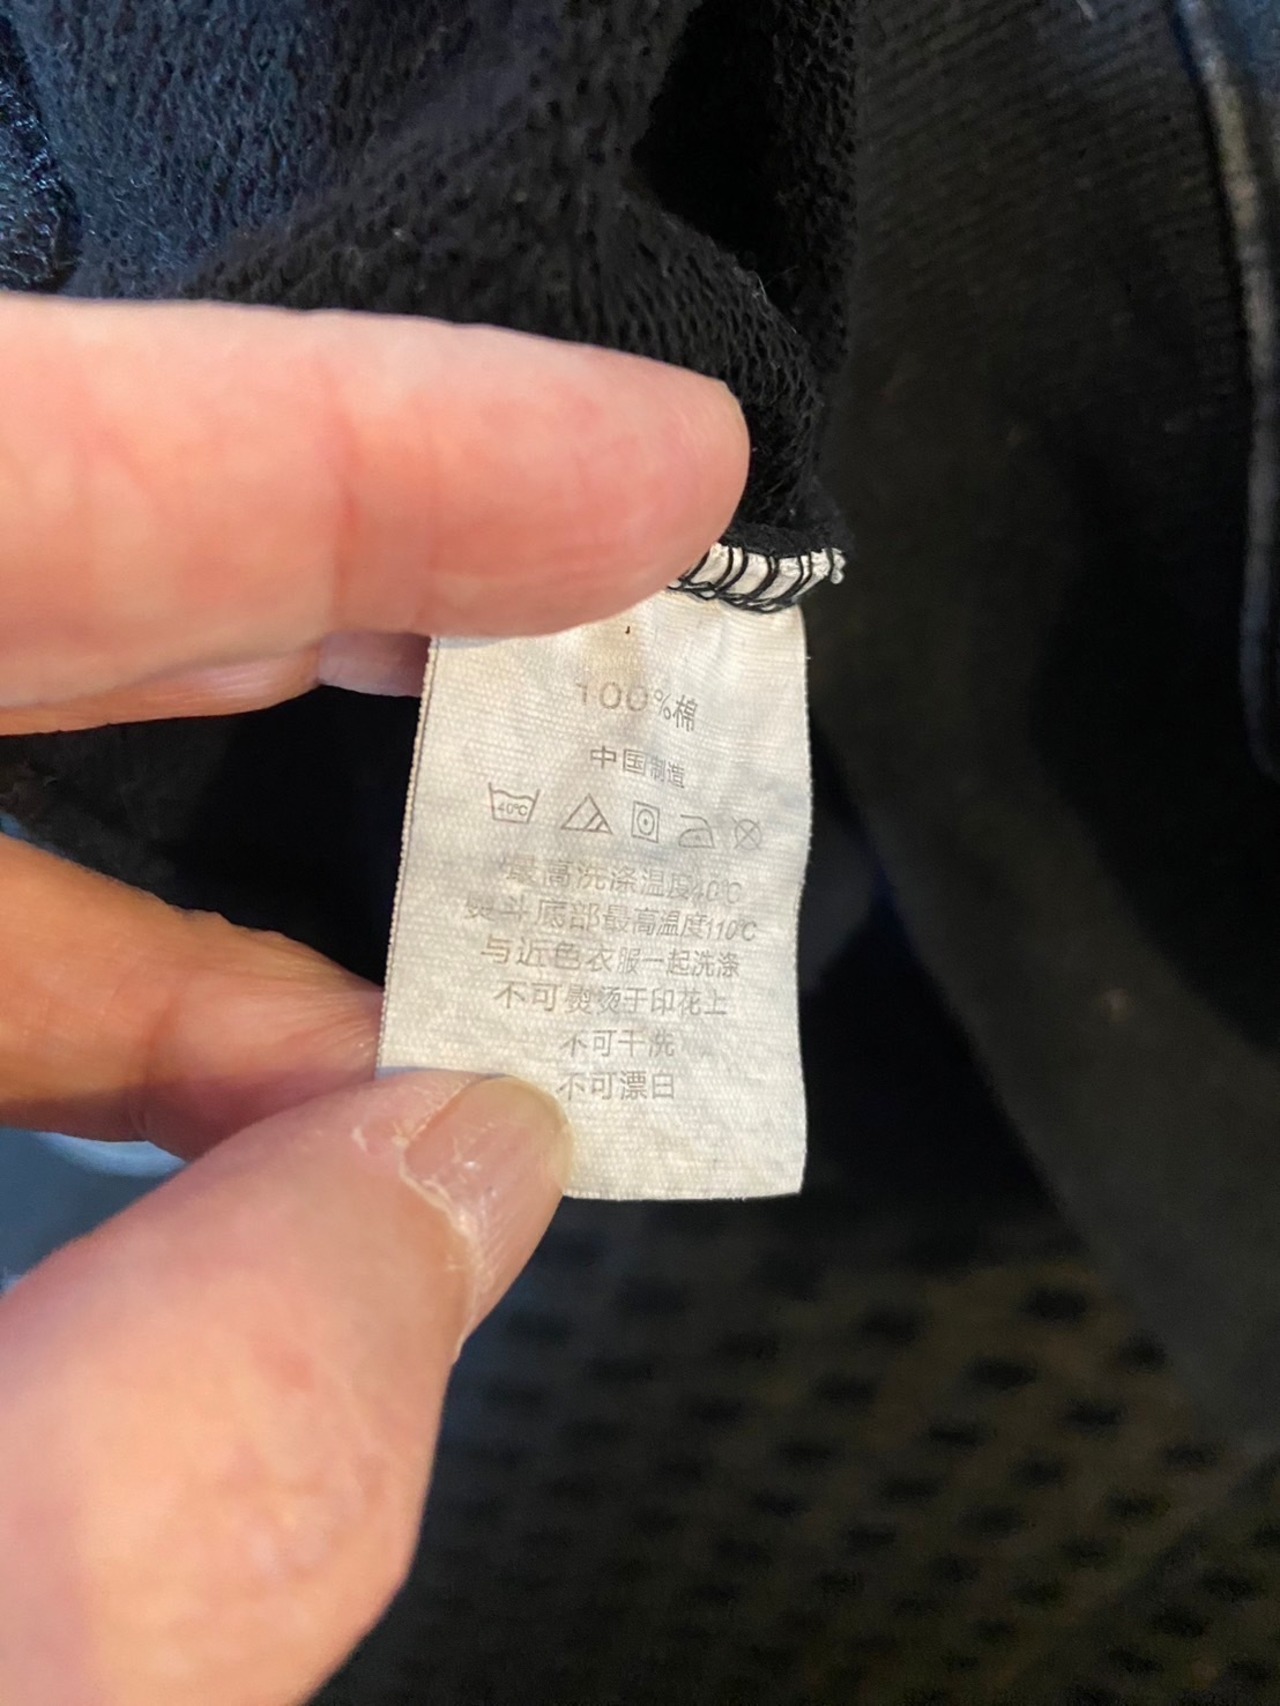 100%棉
中国制造
40℃
最高洗涤温度40℃
熨斗底部最高温度110℃
与近色衣服一起洗涤
不可熨烫于印花上
不可干洗
不可漂白